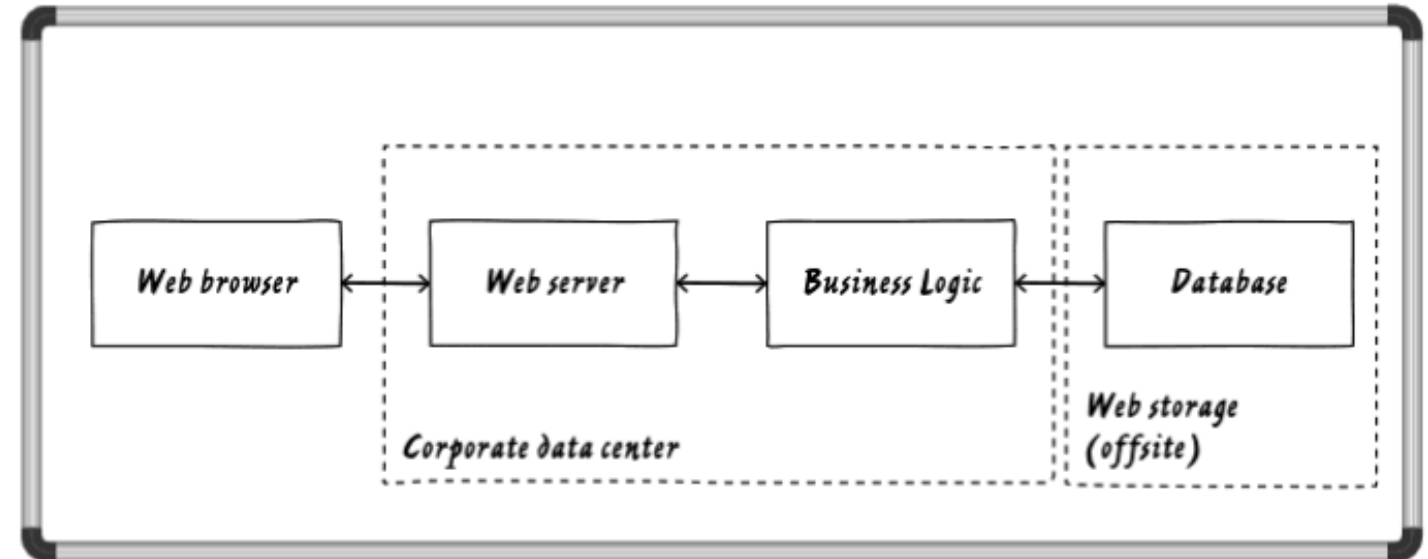 Web browser
Web server
Business Logic
Database
Corporate data center
Web storage
(offsite)